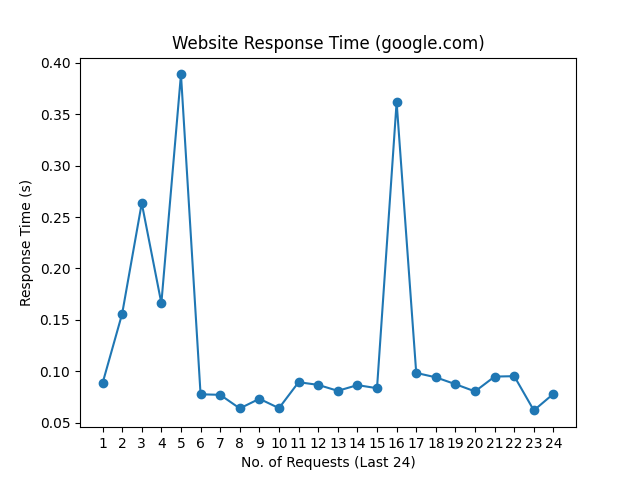 Website Response Time (google.com)
0.40
0.35
0.30
0.25
0.20
0.15
0.10
0.05
Response Time (s)
1 2 3 4 5 6 7 8 9 10 11 12 13 14 15 16 17 18 19 20 21 22 23 24
No. of Requests (Last 24)